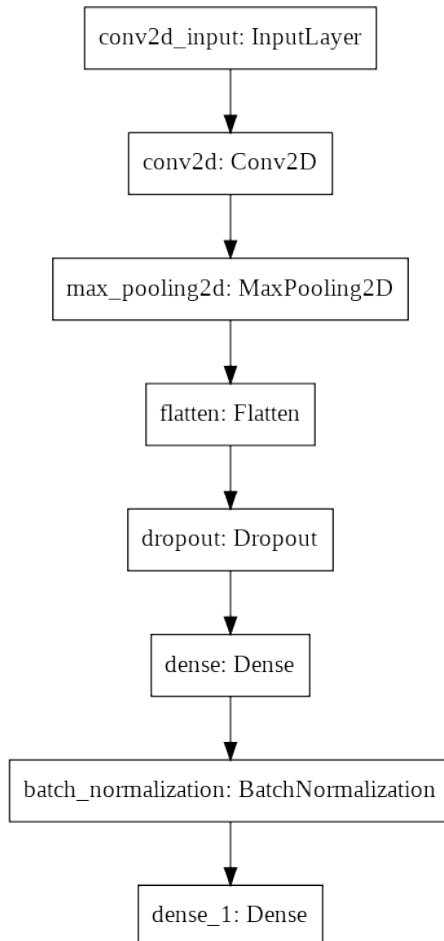 conv2d_input: InputLayer
conv2d: Conv2D
max_pooling2d: MaxPooling2D
flatten: Flatten
dropout: Dropout
dense: Dense
batch_normalization: BatchNormalization
dense_1: Dense